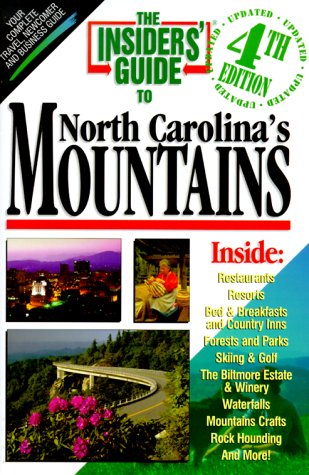 YOUR
COMPLETE
TRAVEL, NEWCOMER
AND BUSINESS GUIDE
THE
INSIDERS'
GUIDE
TO
4TH
EDITION
UPDATED • UPDATED • UPDATED • UPDATED • UPDATED •
North Carolina's
MOUNTAINS
Inside:
Restaurants
Resorts
Bed & Breakfasts
and Country Inns
Forests and Parks
Skiing & Golf
The Biltmore Estate
& Winery
Waterfalls
Mountains Crafts
Rock Hounding
And More!